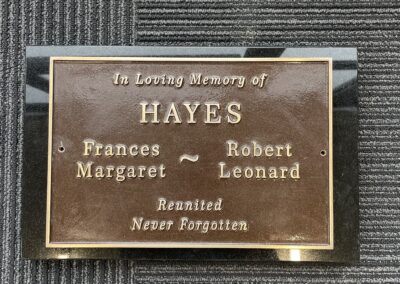 In Loving Memory of
HAYES
Frances ~ Robert
Margaret Leonard
Reunited
Never Forgotten